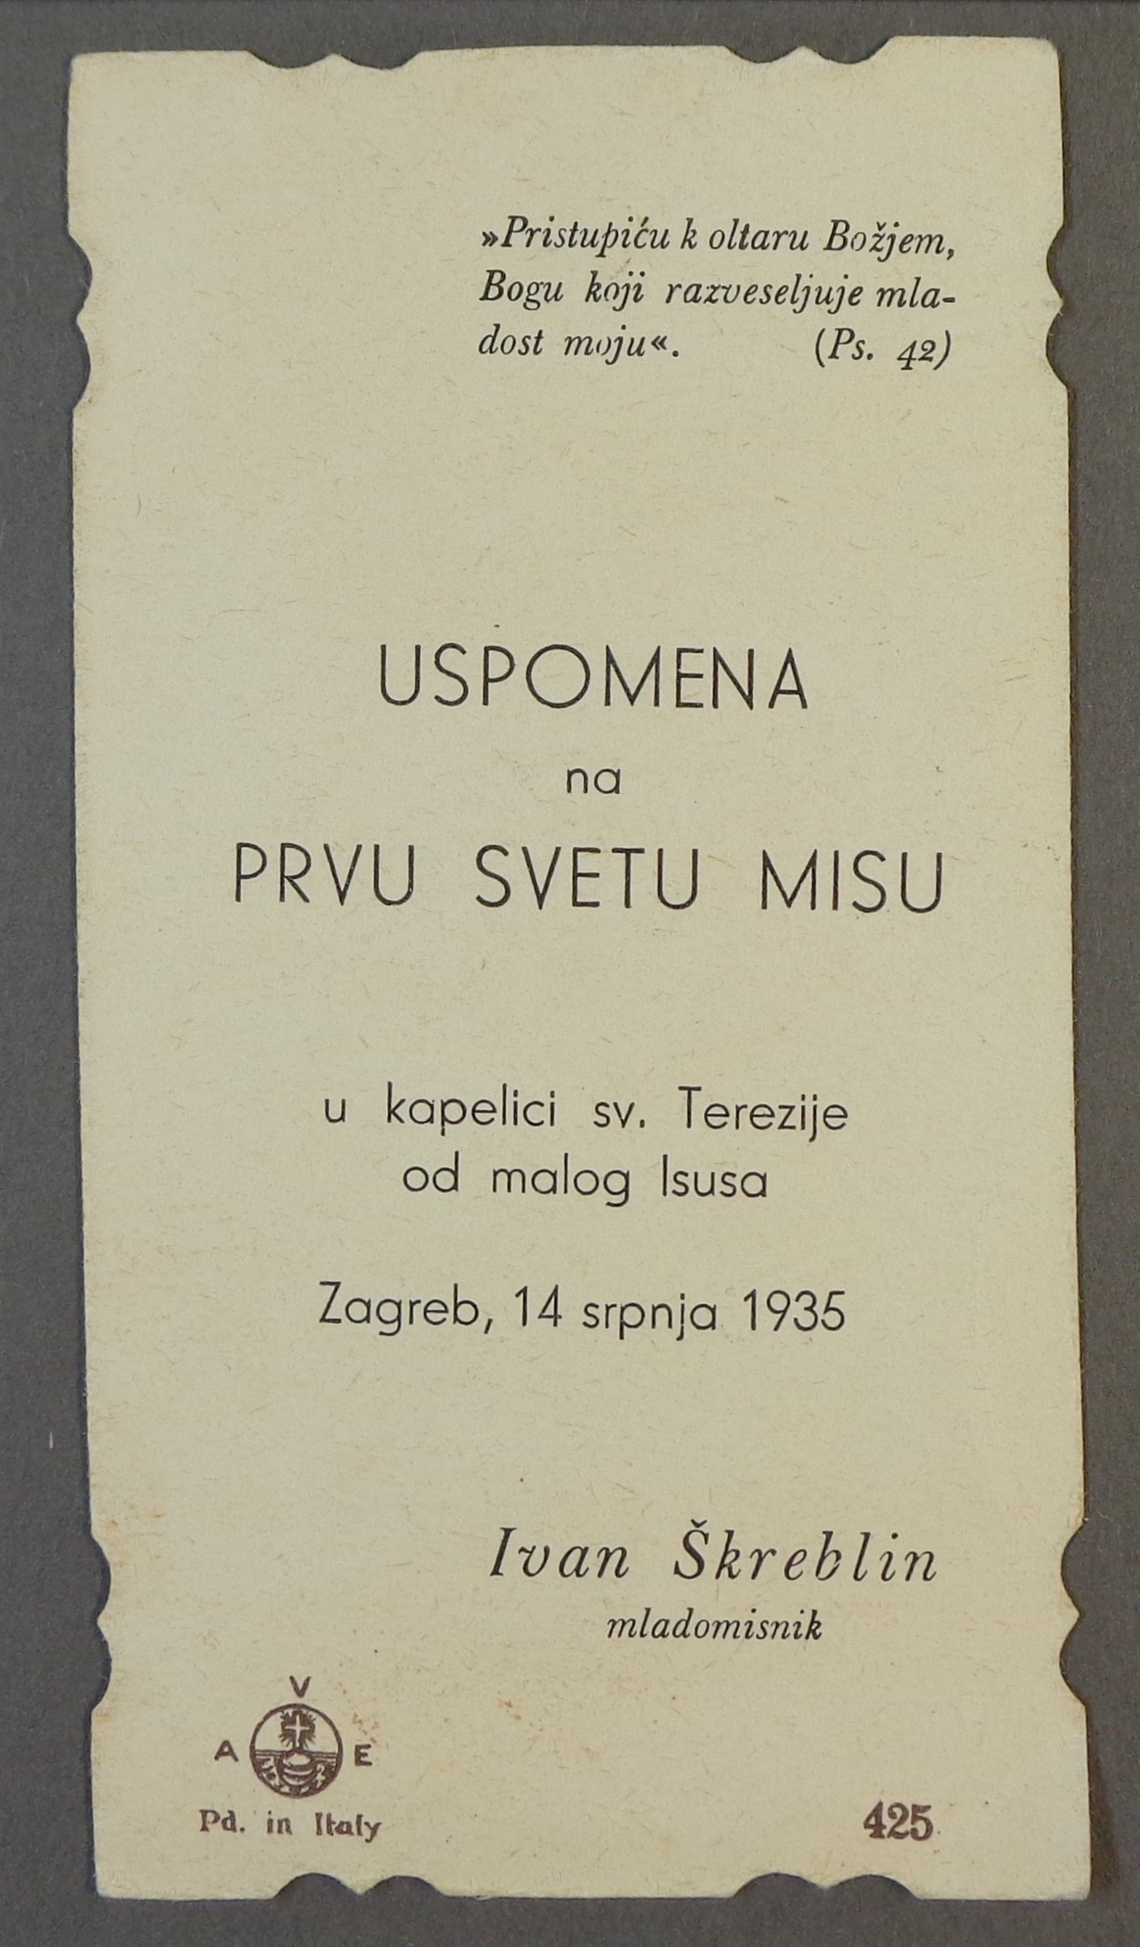 »Pristupiću k oltaru Božjem,
Bogu koji razveseljuje mla-
dost moju«. (Ps. 42)
USPOMENA
na
PRVU SVETU MISU
u kapelici sv. Terezije
od malog Isusa
Zagreb, 14 srpnja 1935
Ivan Škreblin
mladomisnik
A V E
Pd. in Italy
425